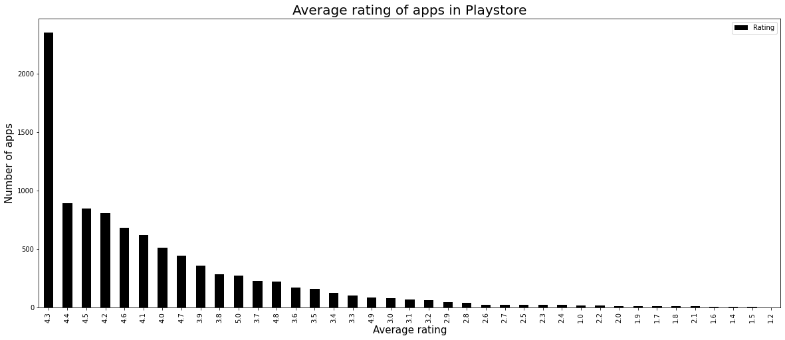 Average rating of apps in Playstore
Rating
Number of apps
2000
1500
1000
500
0
4.3 4.4 4.5 4.2 4.6 4.1 4.0 4.7 3.9 3.8 5.0 3.7 4.8 3.6 3.5 3.4 3.3 4.9 3.0 3.1 3.2 2.9 2.8 2.6 2.7 2.5 2.3 2.4 1.0 2.2 2.0 1.9 1.7 1.8 2.1 1.6 1.4 1.5 1.2
Average rating